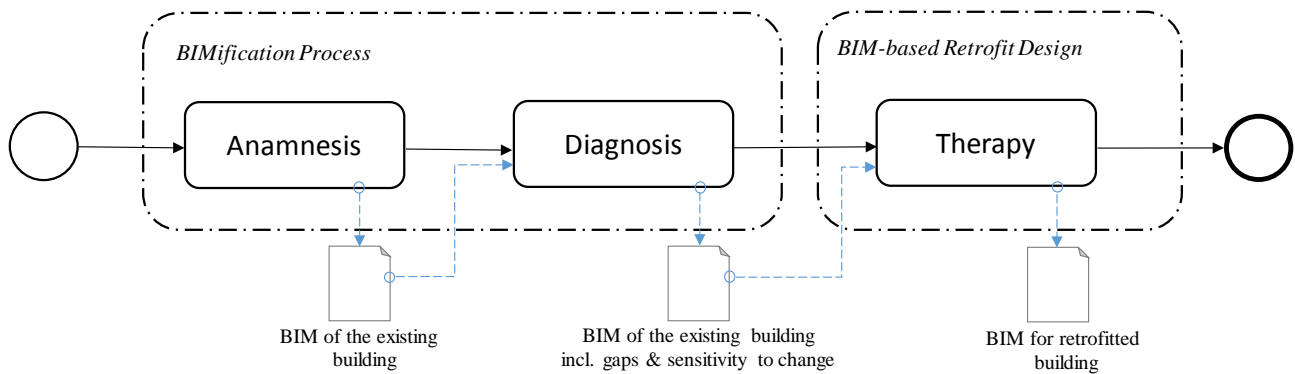 BIMification Process
BIM-based Retrofit Design
Anamnesis
Diagnosis
Therapy
BIM of the existing
building
BIM of the existing building
incl. gaps & sensitivity to change
BIM for retrofitted
building